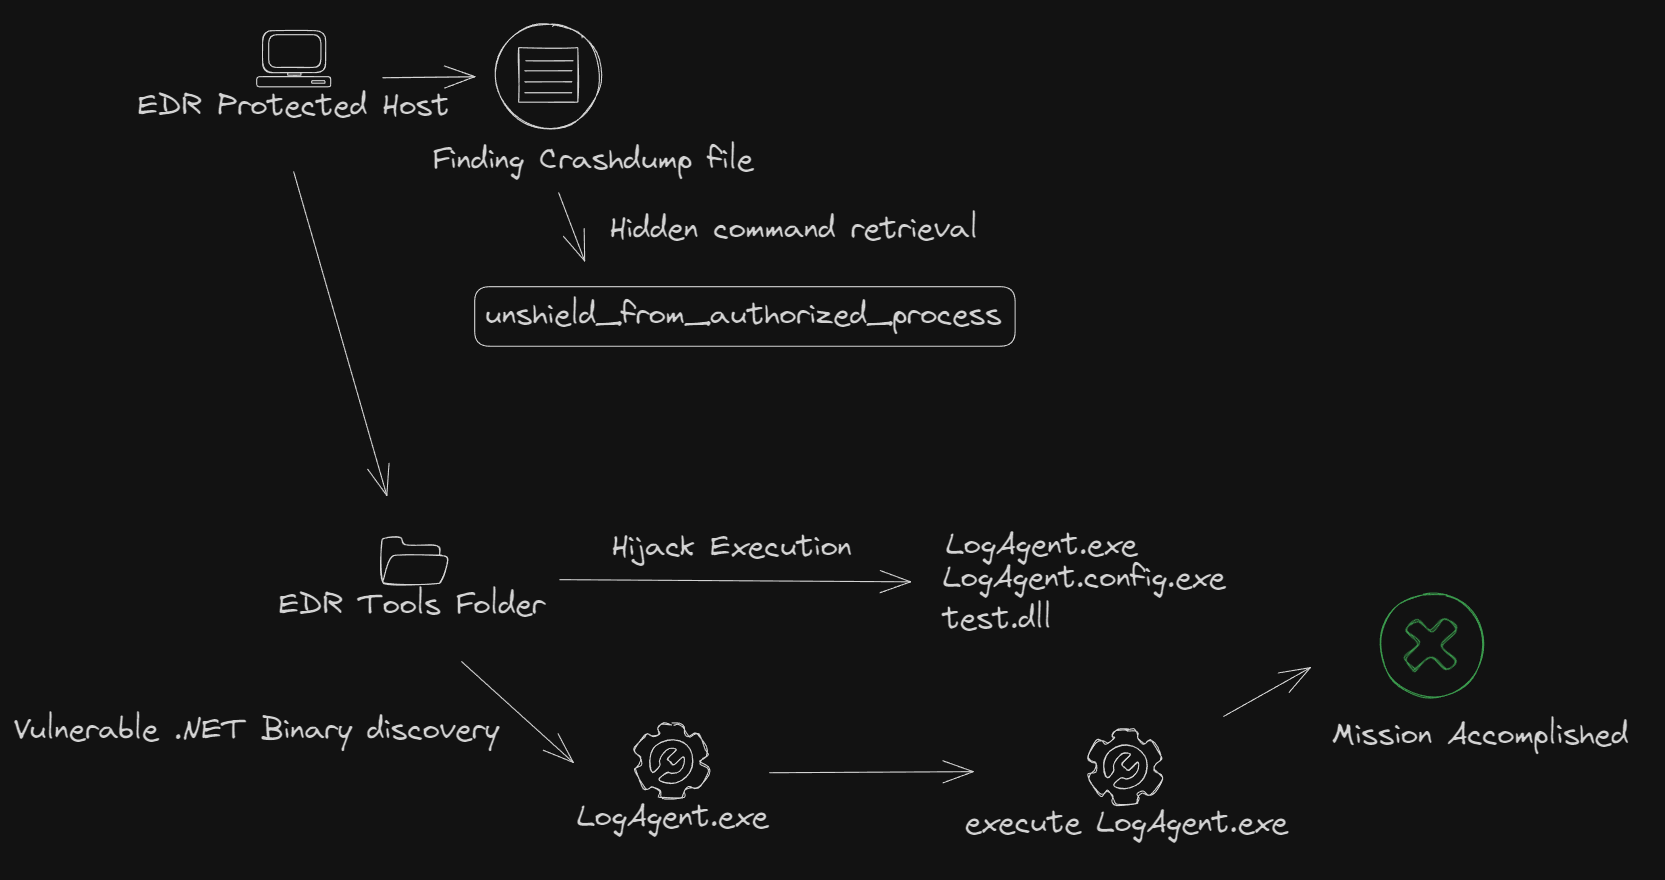 EDR Protected Host
Finding Crashdump file
Hidden command retrieval
unshield_from_authorized_process
Hijack Execution
LogAgent.exe
LogAgent.config.exe
test.dll
EDR Tools Folder
Vulnerable .NET Binary discovery
LogAgent.exe
execute LogAgent.exe
Mission Accomplished